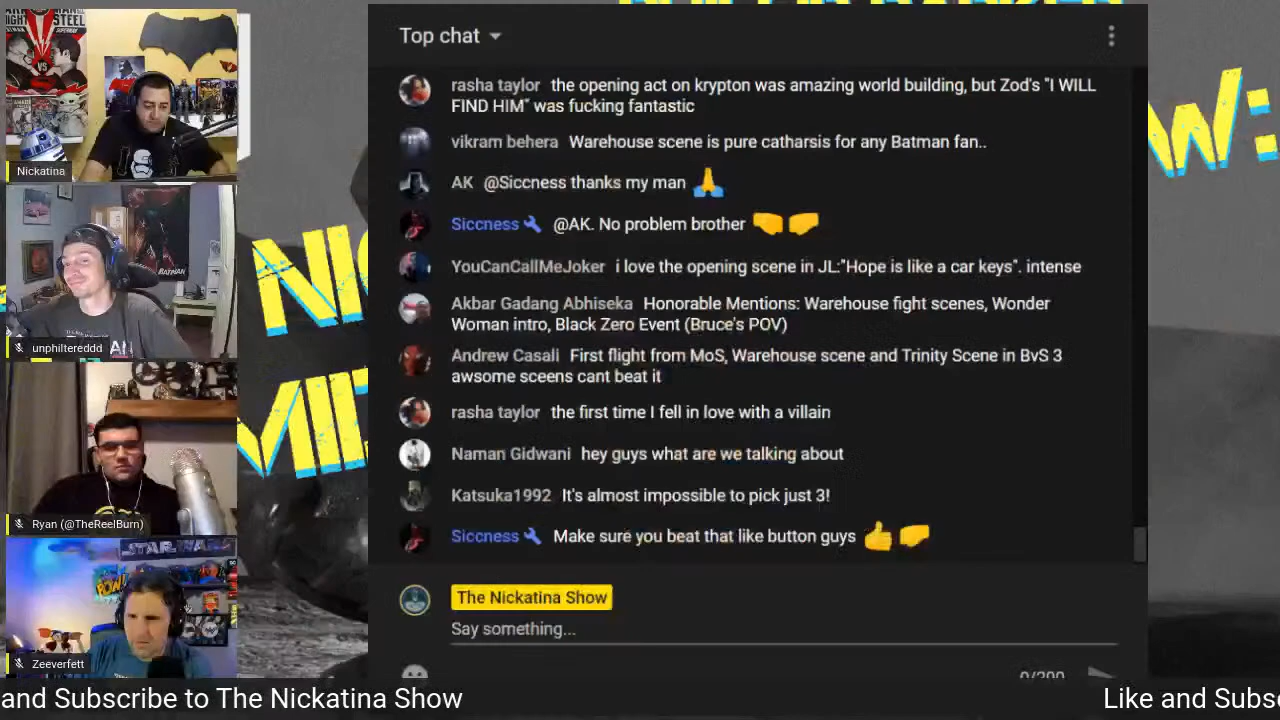 Top chat
rasha taylor the opening act on krypton was amazing world building, but Zod's "I WILL
FIND HIM" was fucking fantastic
vikram behera Warehouse scene is pure catharsis for any Batman fan..
AK @Siccness thanks my man 🙏
Siccness @AK. No problem brother 🤜🤛
YouCanCallMeJoker i love the opening scene in JL:"Hope is like a car keys". intense
Akbar Gadang Abhiseka Honorable Mentions: Warehouse fight scenes, Wonder
Woman intro, Black Zero Event (Bruce's POV)
Andrew Casali First flight from MoS, Warehouse scene and Trinity Scene in BvS 3
awsome sceens cant beat it
rasha taylor the first time I fell in love with a villain
Naman Gidwani hey guys what are we talking about
Katsuka1992 It's almost impossible to pick just 3!
Siccness Make sure you beat that like button guys 👍🤛
The Nickatina Show
Say something...
0/200
Nickatina
unphiltereddd
Ryan (@TheReelBurn)
STAR WARS
POW!
Zeeverfett
BATMAN
and Subscribe to The Nickatina Show
Like and Subs